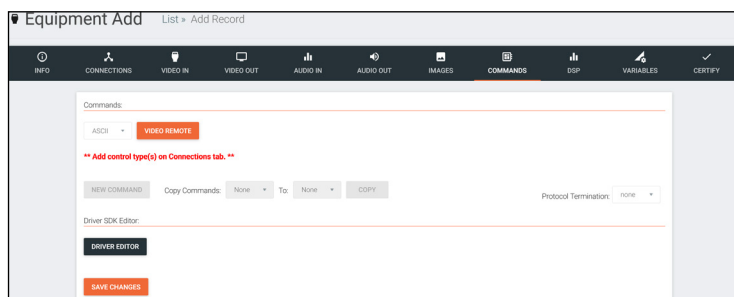 Equipment Add List » Add Record
INFO CONNECTIONS VIDEO IN VIDEO OUT AUDIO IN AUDIO OUT IMAGES COMMANDS DSP VARIABLES CERTIFY
Commands:
ASCII VIDEO REMOTE
** Add control type(s) on Connections tab. **
NEW COMMAND Copy Commands: None To: None COPY Protocol Termination: none
Driver SDK Editor:
DRIVER EDITOR
SAVE CHANGES